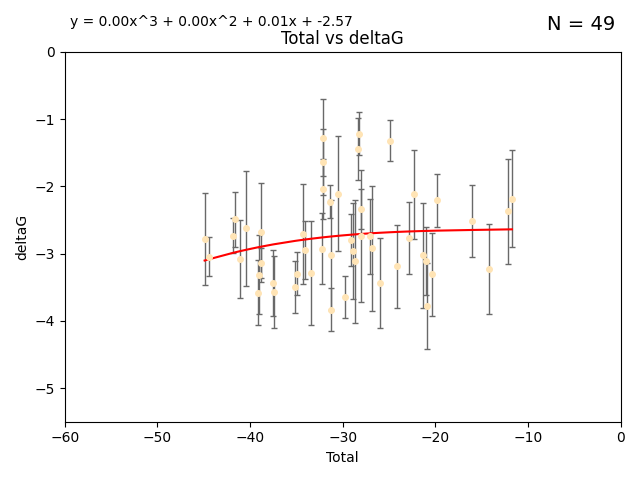 y = 0.00x^3 + 0.00x^2 + 0.01x + -2.57
N = 49
Total vs deltaG
0
−1
−2
−3
−4
−5
deltaG
−60
−50
−40
−30
−20
−10
0
Total